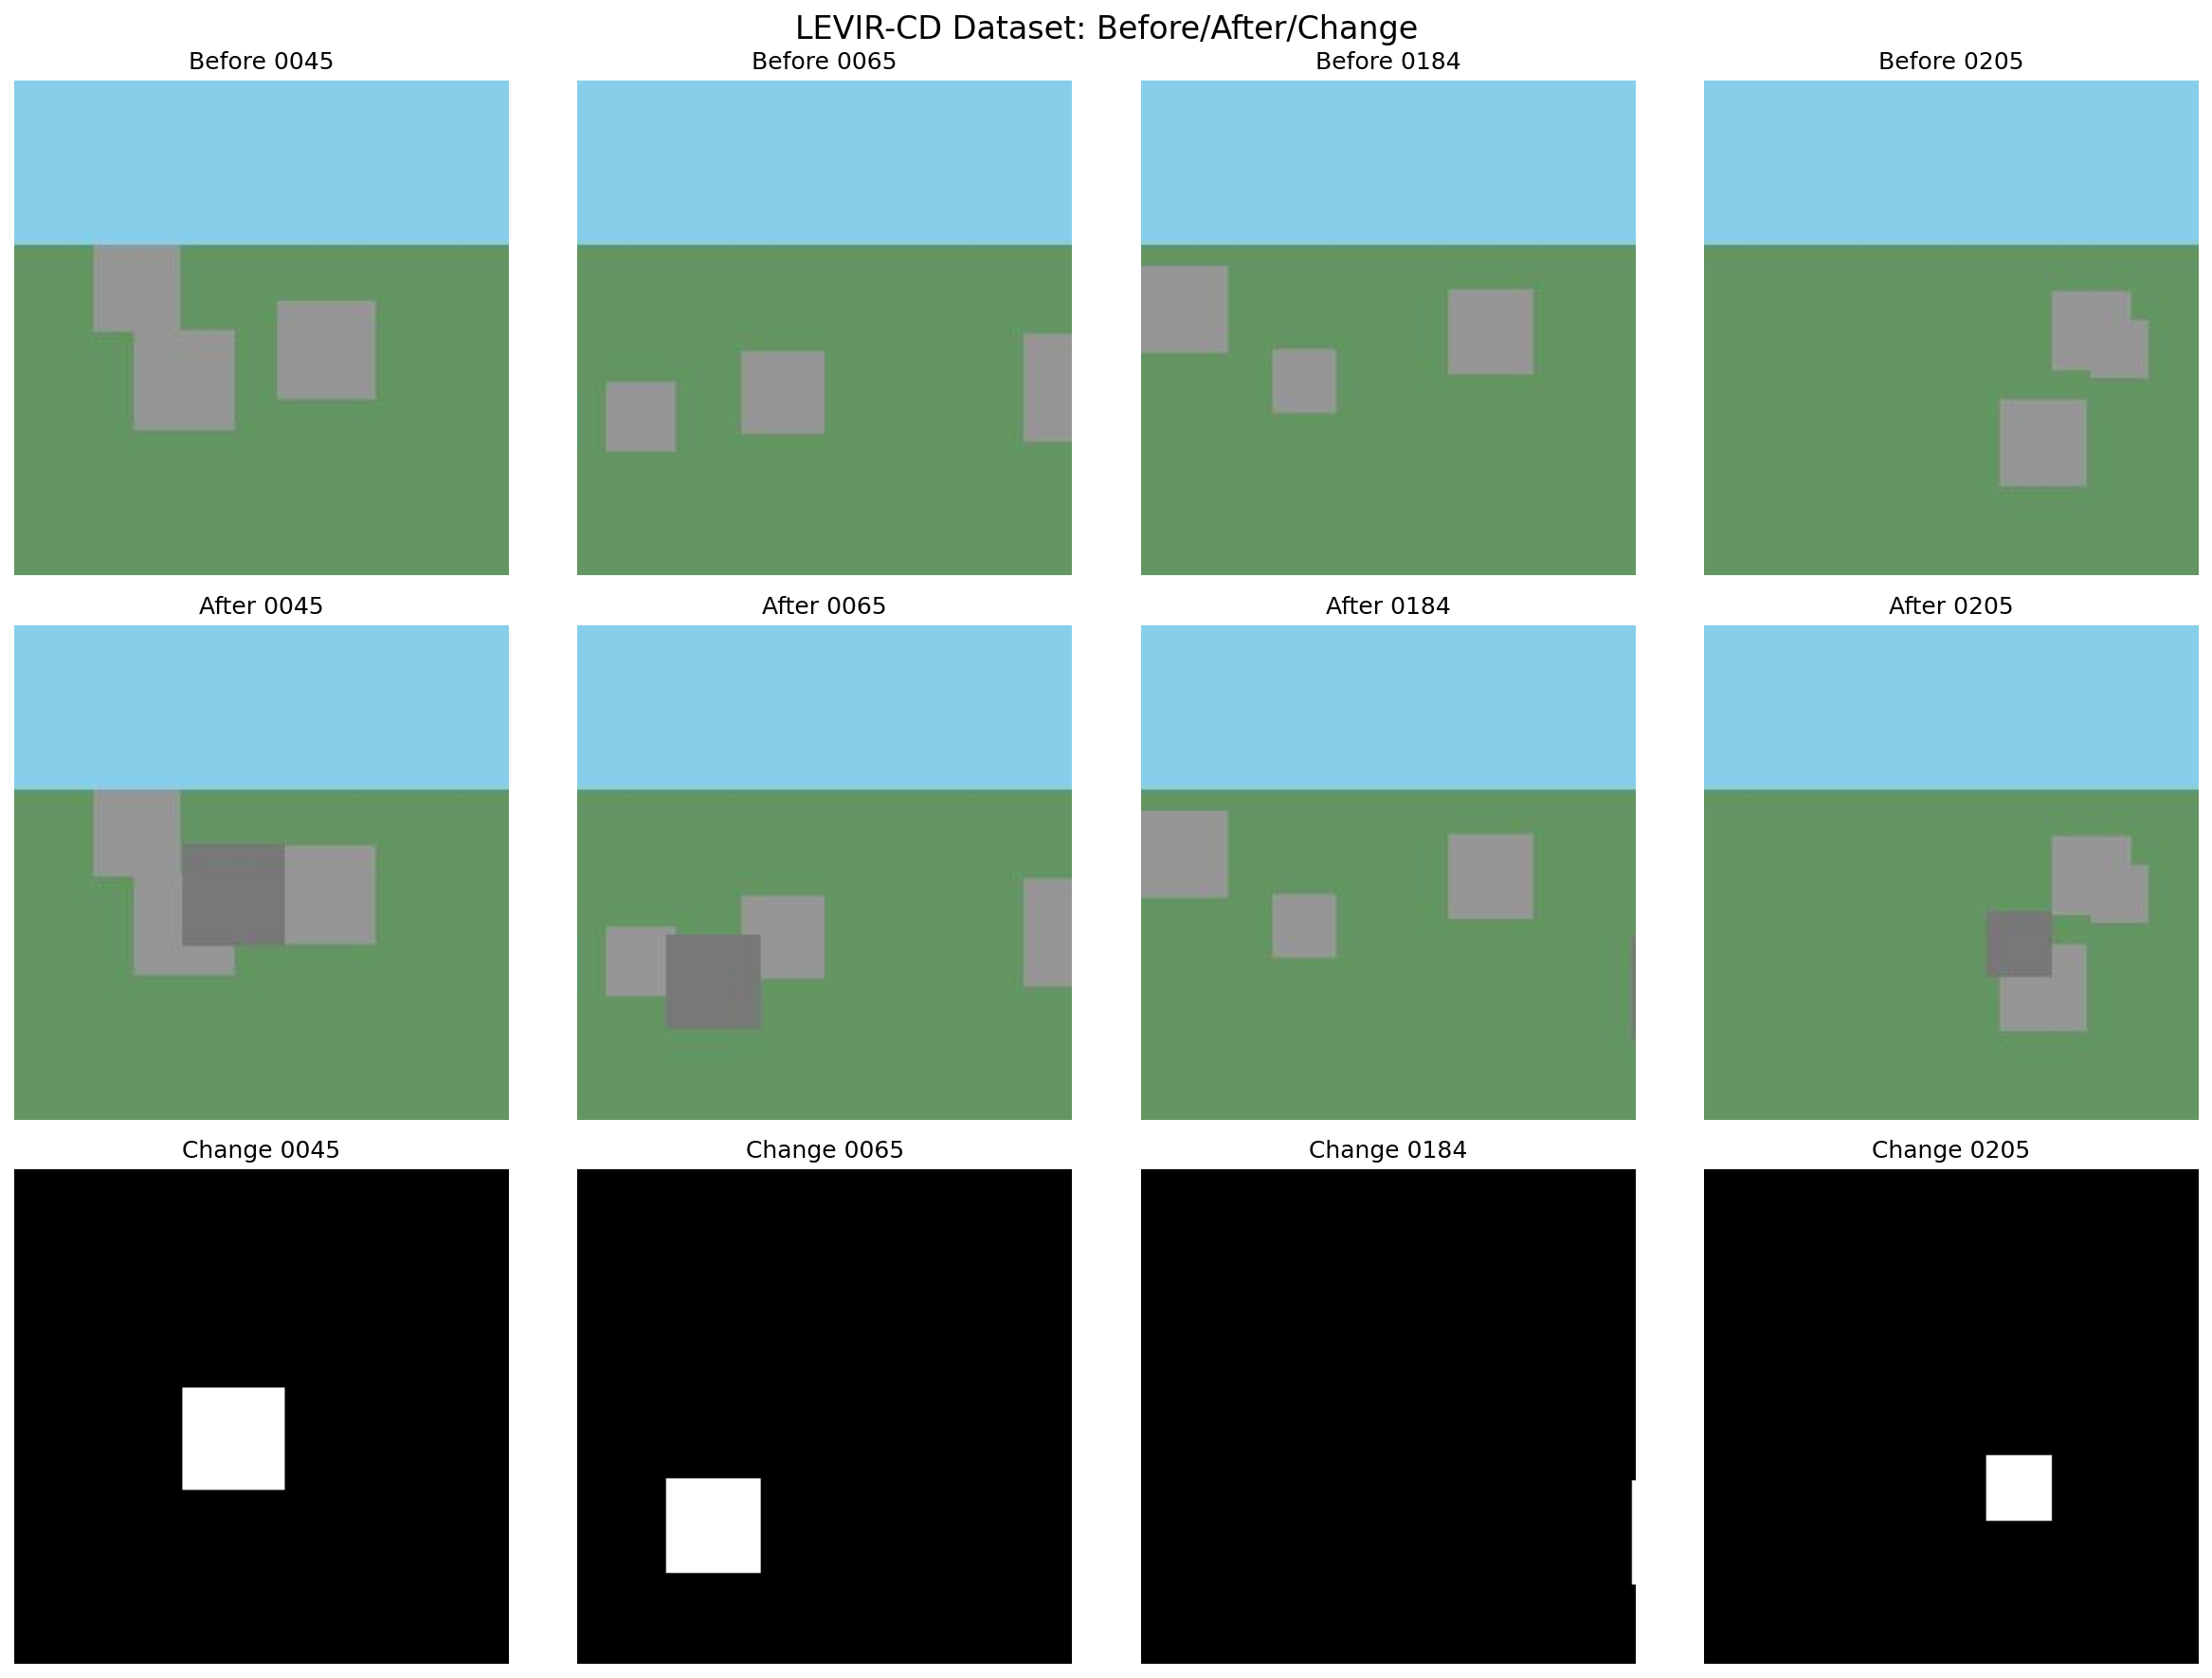 LEVIR-CD Dataset: Before/After/Change
Before 0045
Before 0065
Before 0184
Before 0205
After 0045
After 0065
After 0184
After 0205
Change 0045
Change 0065
Change 0184
Change 0205